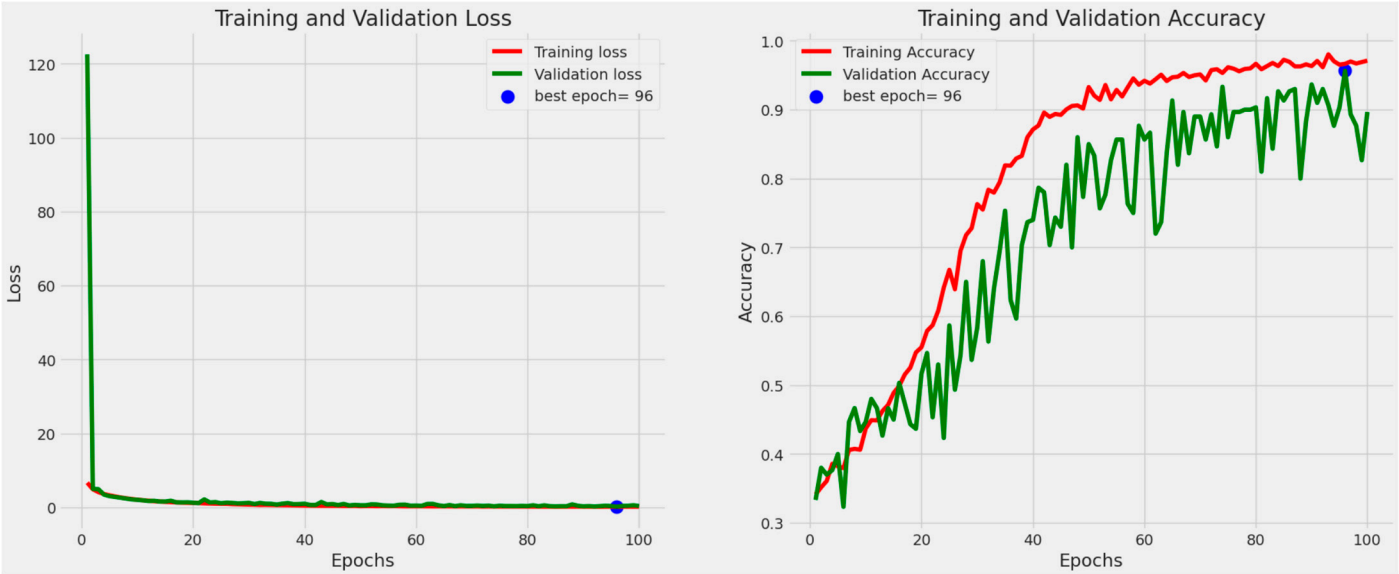 Training and Validation Loss
Training loss
Validation loss
best epoch= 96
120
100
80
60
40
20
0
Loss
0 20 40 60 80 100
Epochs
Training and Validation Accuracy
Training Accuracy
Validation Accuracy
best epoch= 96
1.0
0.9
0.8
0.7
0.6
0.5
0.4
0.3
Accuracy
0 20 40 60 80 100
Epochs